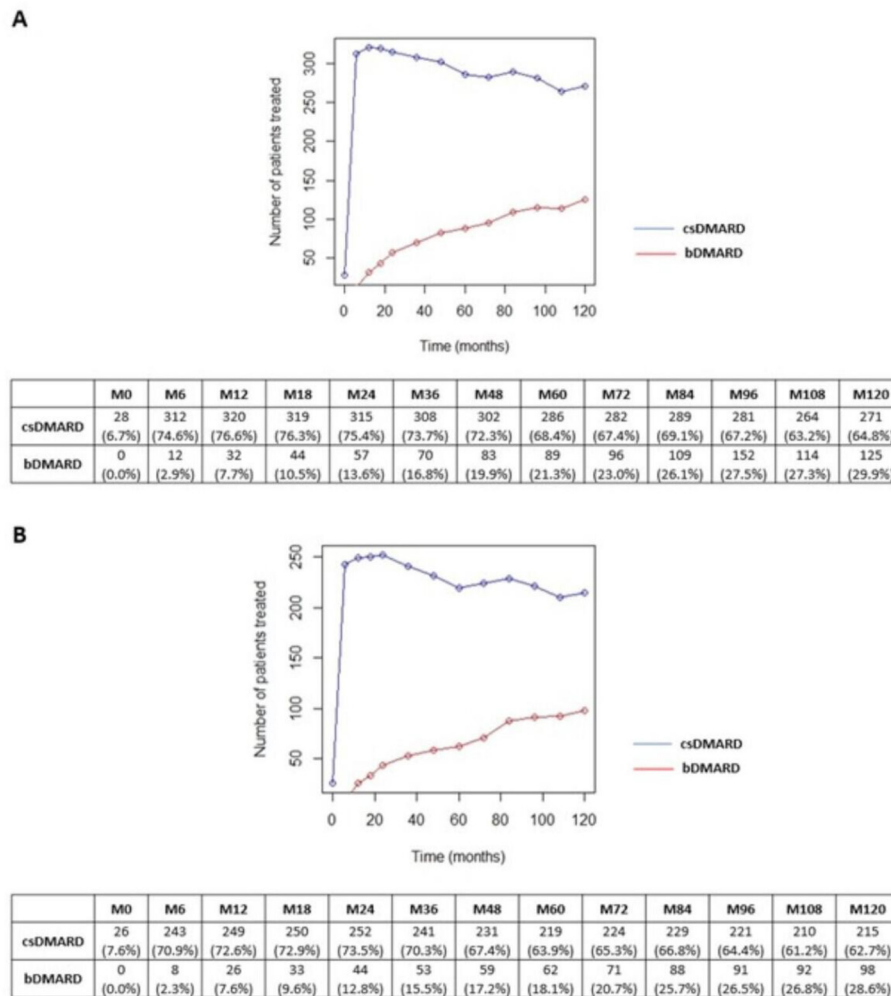 A
300
250
200
150
100
50
Number of patients treated
0 20 40 60 80 100 120
Time (months)
csDMARD
bDMARD
M0 M6 M12 M18 M24 M36 M48 M60 M72 M84 M96 M108 M120
csDMARD 28 312 320 319 315 308 302 286 282 289 281 264 271
(6.7%) (74.6%) (76.6%) (76.3%) (75.4%) (73.7%) (72.3%) (68.4%) (67.4%) (69.1%) (67.2%) (63.2%) (64.8%)
bDMARD 0 12 32 44 57 70 83 89 96 109 152 114 125
(0.0%) (2.9%) (7.7%) (10.5%) (13.6%) (16.8%) (19.9%) (21.3%) (23.0%) (26.1%) (27.5%) (27.3%) (29.9%)
B
250
200
150
100
50
Number of patients treated
0 20 40 60 80 100 120
Time (months)
csDMARD
bDMARD
M0 M6 M12 M18 M24 M36 M48 M60 M72 M84 M96 M108 M120
csDMARD 26 243 249 250 252 241 231 219 224 229 221 210 215
(7.6%) (70.9%) (72.6%) (72.9%) (73.5%) (70.3%) (67.4%) (63.9%) (65.3%) (66.8%) (64.4%) (61.2%) (62.7%)
bDMARD 0 8 26 33 44 53 59 62 71 88 91 92 98
(0.0%) (2.3%) (7.6%) (9.6%) (12.8%) (15.5%) (17.2%) (18.1%) (20.7%) (25.7%) (26.5%) (26.8%) (28.6%)